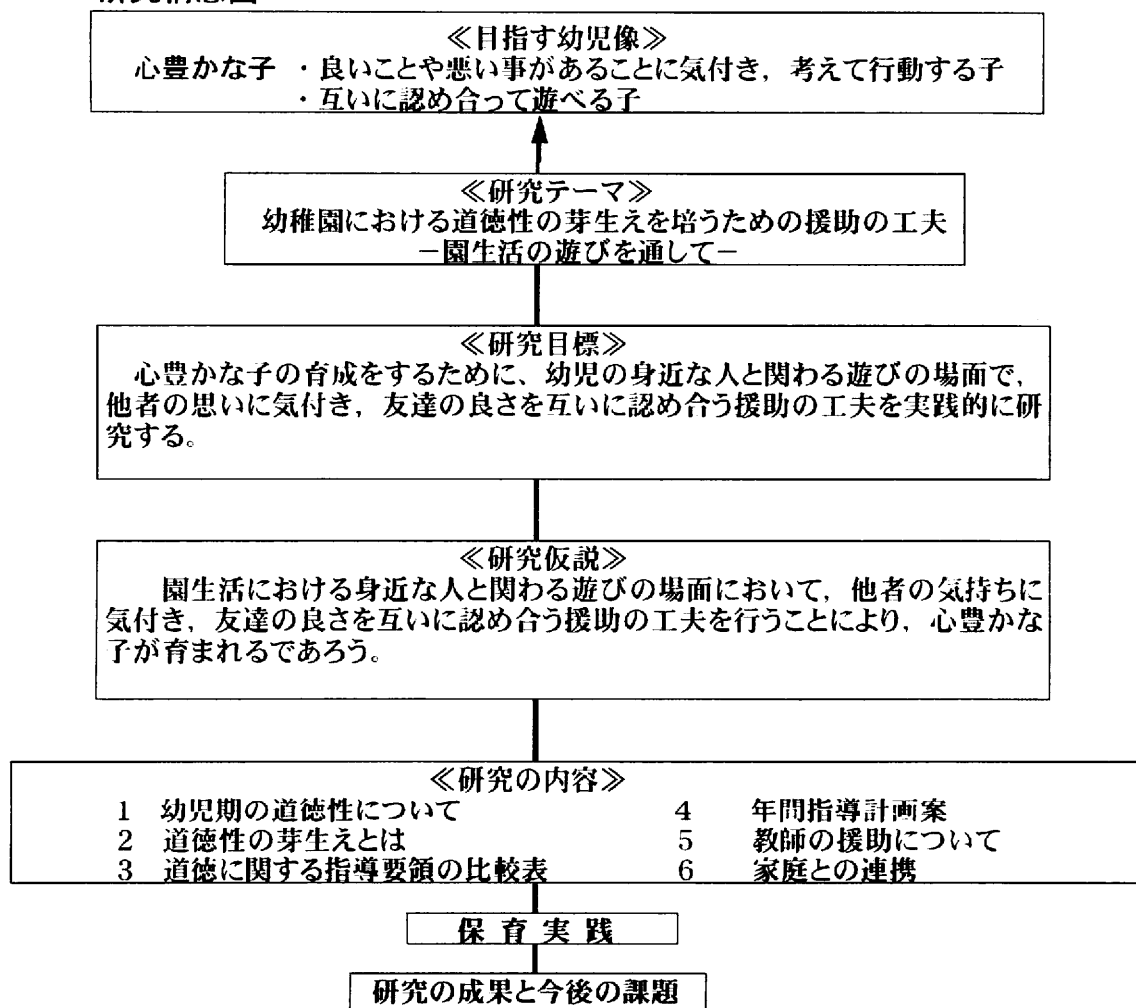 ≪目指す幼児像≫
心豊かな子 ・良いことや悪い事があることに気付き，考えて行動する子
・互いに認め合って遊べる子
≪研究テーマ≫
幼稚園における道徳性の芽生えを培うための援助の工夫
－園生活の遊びを通して－
≪研究目標≫
心豊かな子の育成をするために、幼児の身近な人と関わる遊びの場面で，
他者の思いに気付き，友達の良さを互いに認め合う援助の工夫を実践的に研
究する。
≪研究仮説≫
園生活における身近な人と関わる遊びの場面において，他者の気持ちに
気付き，友達の良さを互いに認め合う援助の工夫を行うことにより，心豊かな
子が育まれるであろう。
≪研究の内容≫
1 幼児期の道徳性について 4 年間指導計画案
2 道徳性の芽生えとは 5 教師の援助について
3 道徳に関する指導要領の比較表 6 家庭との連携
保 育 実 践
研究の成果と今後の課題